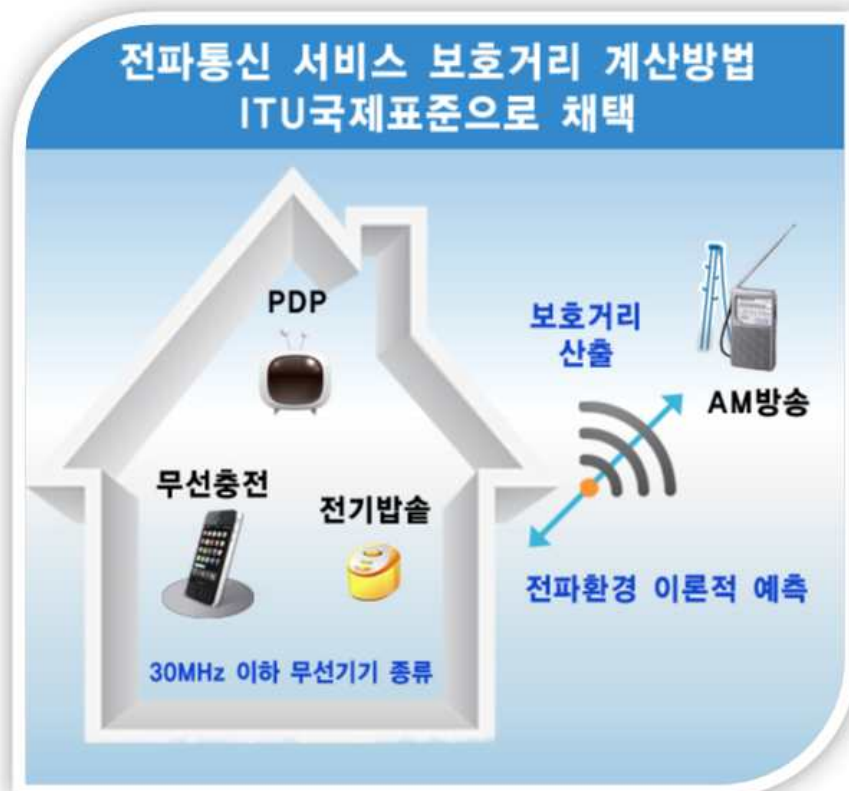 전파통신 서비스 보호거리 계산방법
ITU국제표준으로 채택
PDP
보호거리
산출
AM방송
무선충전
전기밥솥
전파환경 이론적 예측
30MHz 이하 무선기기 종류